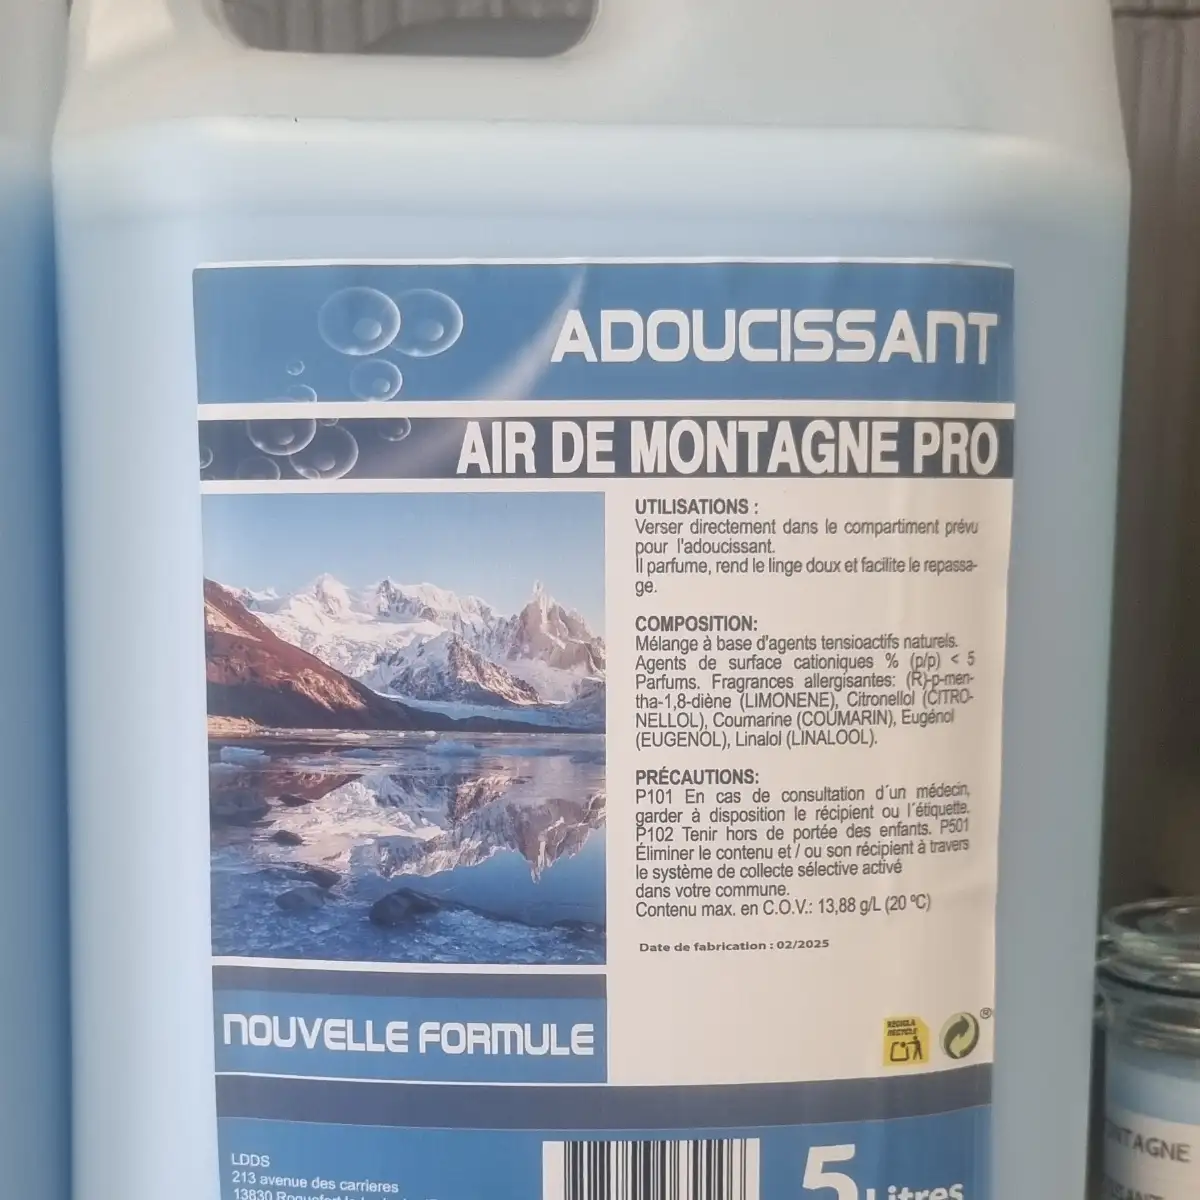 ADOUCISSANT
AIR DE MONTAGNE PRO
UTILISATIONS :
Verser directement dans le compartiment prévu
pour l'adoucissant.
Il parfume, rend le linge doux et facilite le repassa-
ge.
COMPOSITION:
Mélange à base d'agents tensioactifs naturels.
Agents de surface cationiques % (p/p) < 5
Parfums. Fragrances allergisantes: (R)-p-men-
tha-1,8-diène (LIMONENE), Citronellol (CITRO-
NELLOL), Coumarine (COUMARIN), Eugénol
(EUGENOL), Linalol (LINALOOL).
PRÉCAUTIONS:
P101 En cas de consultation d´un médecin,
garder à disposition le récipient ou l´étiquette.
P102 Tenir hors de portée des enfants. P501
Éliminer le contenu et / ou son récipient à travers
le système de collecte sélective activé
dans votre commune.
Contenu max. en C.O.V.: 13,88 g/L (20 ºC)
Date de fabrication : 02/2025
RECICLA
RECYCLE
®
NOUVELLE FORMULE
LDDS
213 avenue des carrieres
13830
5 Litres